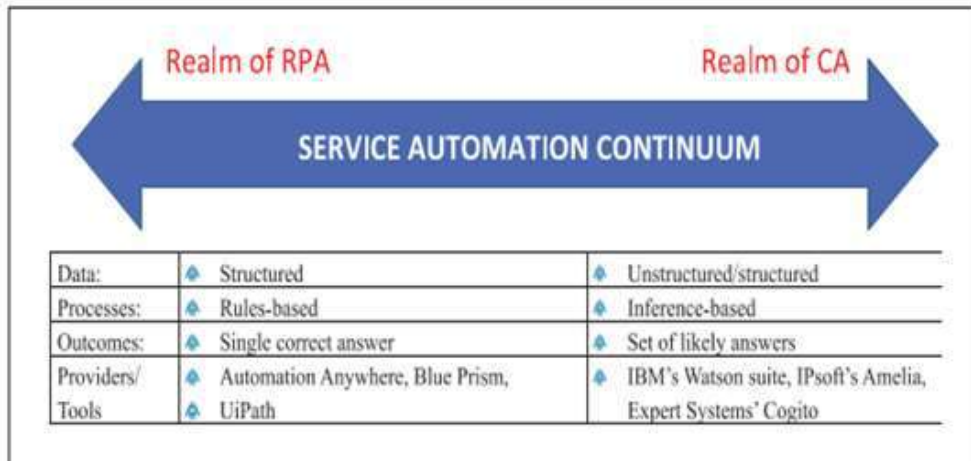 Realm of RPA Realm of CA
SERVICE AUTOMATION CONTINUUM
Data: Structured Unstructured/structured
Processes: Rules-based Inference-based
Outcomes: Single correct answer Set of likely answers
Providers/ Automation Anywhere, Blue Prism, IBM's Watson suite, IPsoft's Amelia,
Tools UiPath Expert Systems' Cogito